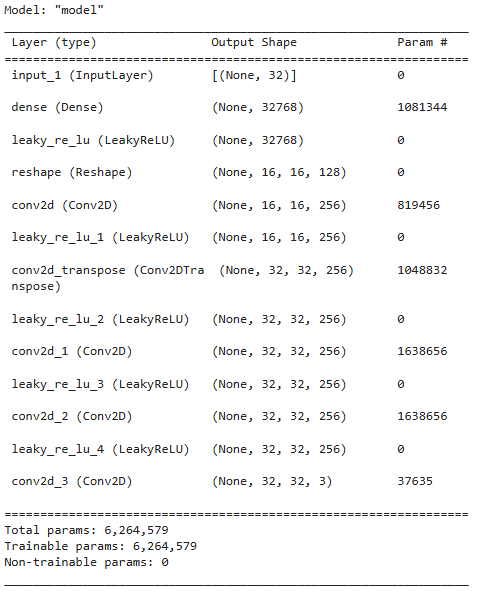 Model: "model"
Layer (type) Output Shape Param #
input_1 (InputLayer) [(None, 32)] 0
dense (Dense) (None, 32768) 1081344
leaky_re_lu (LeakyReLU) (None, 32768) 0
reshape (Reshape) (None, 16, 16, 128) 0
conv2d (Conv2D) (None, 16, 16, 256) 819456
leaky_re_lu_1 (LeakyReLU) (None, 16, 16, 256) 0
conv2d_transpose (Conv2DTra (None, 32, 32, 256) 1048832
nspose)
leaky_re_lu_2 (LeakyReLU) (None, 32, 32, 256) 0
conv2d_1 (Conv2D) (None, 32, 32, 256) 1638656
leaky_re_lu_3 (LeakyReLU) (None, 32, 32, 256) 0
conv2d_2 (Conv2D) (None, 32, 32, 256) 1638656
leaky_re_lu_4 (LeakyReLU) (None, 32, 32, 256) 0
conv2d_3 (Conv2D) (None, 32, 32, 3) 37635
Total params: 6,264,579
Trainable params: 6,264,579
Non-trainable params: 0